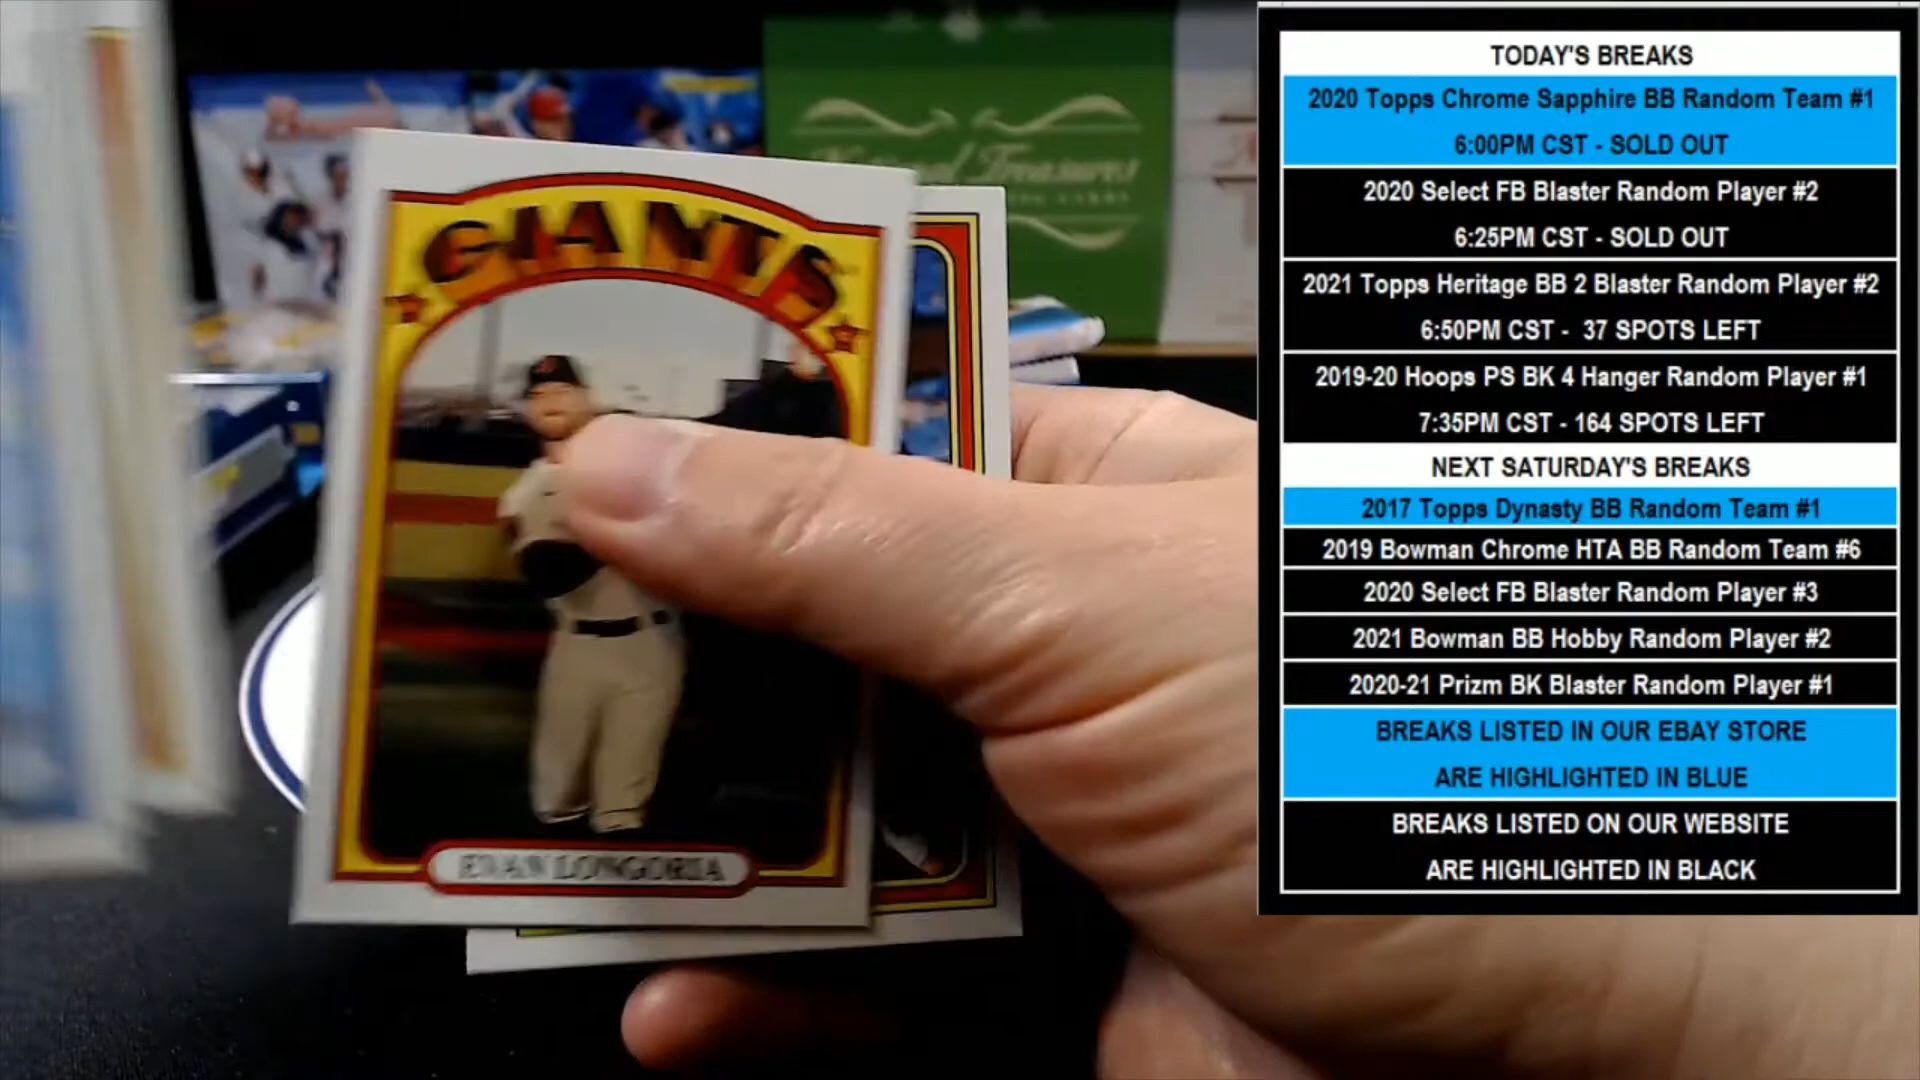 GIANTS
EVAN LONGORIA
National Treasures
TODAY'S BREAKS
2020 Topps Chrome Sapphire BB Random Team #1
6:00PM CST - SOLD OUT
2020 Select FB Blaster Random Player #2
6:25PM CST - SOLD OUT
2021 Topps Heritage BB 2 Blaster Random Player #2
6:50PM CST -  37 SPOTS LEFT
2019-20 Hoops PS BK 4 Hanger Random Player #1
7:35PM CST - 164 SPOTS LEFT
NEXT SATURDAY'S BREAKS
2017 Topps Dynasty BB Random Team #1
2019 Bowman Chrome HTA BB Random Team #6
2020 Select FB Blaster Random Player #3
2021 Bowman BB Hobby Random Player #2
2020-21 Prizm BK Blaster Random Player #1
BREAKS LISTED IN OUR EBAY STORE
ARE HIGHLIGHTED IN BLUE
BREAKS LISTED ON OUR WEBSITE
ARE HIGHLIGHTED IN BLACK